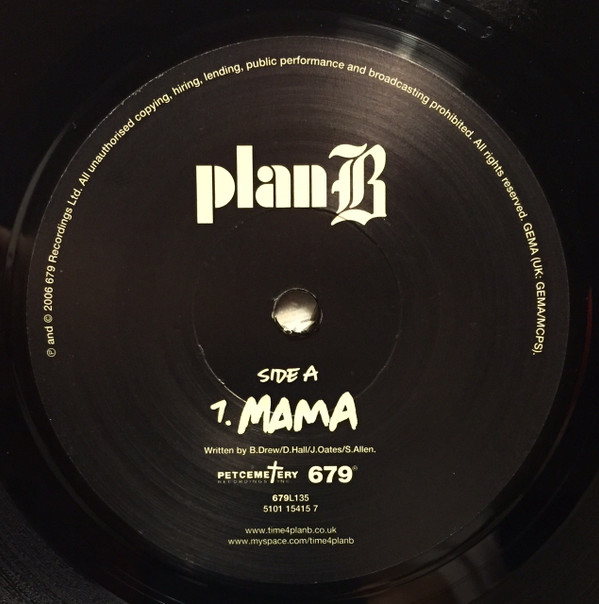 ℗ and © 2006 679 Recordings Ltd. All unauthorised copying, hiring, lending, public performance and broadcasting prohibited. All rights reserved. GEMA (UK: GEMA/MCPS).
plan B
SIDE A
1. MAMA
Written by B.Drew/D.Hall/J.Oates/S.Allen.
PETCEMETERY 679©
RECORDINGS INC
679L135
5101 15415 7
www.time4planb.co.uk
www.myspace.com/time4planb